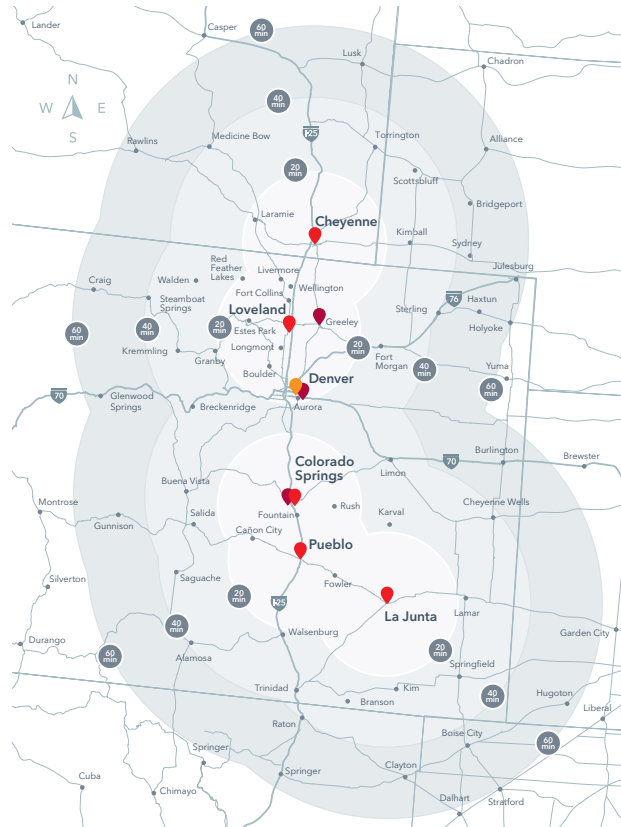 Lander
Casper
60
min
Lusk
Chadron
N
W E
S
40
min
I-25
Rawlins
Medicine Bow
Torrington
Alliance
20
min
Scottsbluff
Bridgeport
Laramie
Cheyenne
Kimball
Sydney
Red
Feather
Lakes
Julesburg
Craig
Walden
Livermore
Wellington
Fort Collins
Steamboat
Springs
76
Haxtun
Loveland
Sterling
Greeley
60
min
40
min
20
min
Estes Park
Holyoke
Kremmling
Longmont
20
min
Granby
Fort
Morgan
40
min
Yuma
Boulder
Denver
60
min
70
Glenwood
Springs
Breckenridge
Aurora
Colorado
Springs
70
Burlington
Brewster
Limon
Buena Vista
Montrose
Rush
Karval
Cheyenne Wells
Gunnison
Salida
Fountain
Cañon City
Pueblo
Silverton
Saguache
Fowler
20
min
I-25
La Junta
Lamar
40
min
Durango
Walsenburg
Garden City
60
min
Alamosa
20
min
Springfield
Trinidad
Kim
40
min
Hugoton
Branson
Liberal
Raton
Boise City
60
min
Springer
Springer
Clayton
Cuba
Chimayo
Dalhart
Stratford